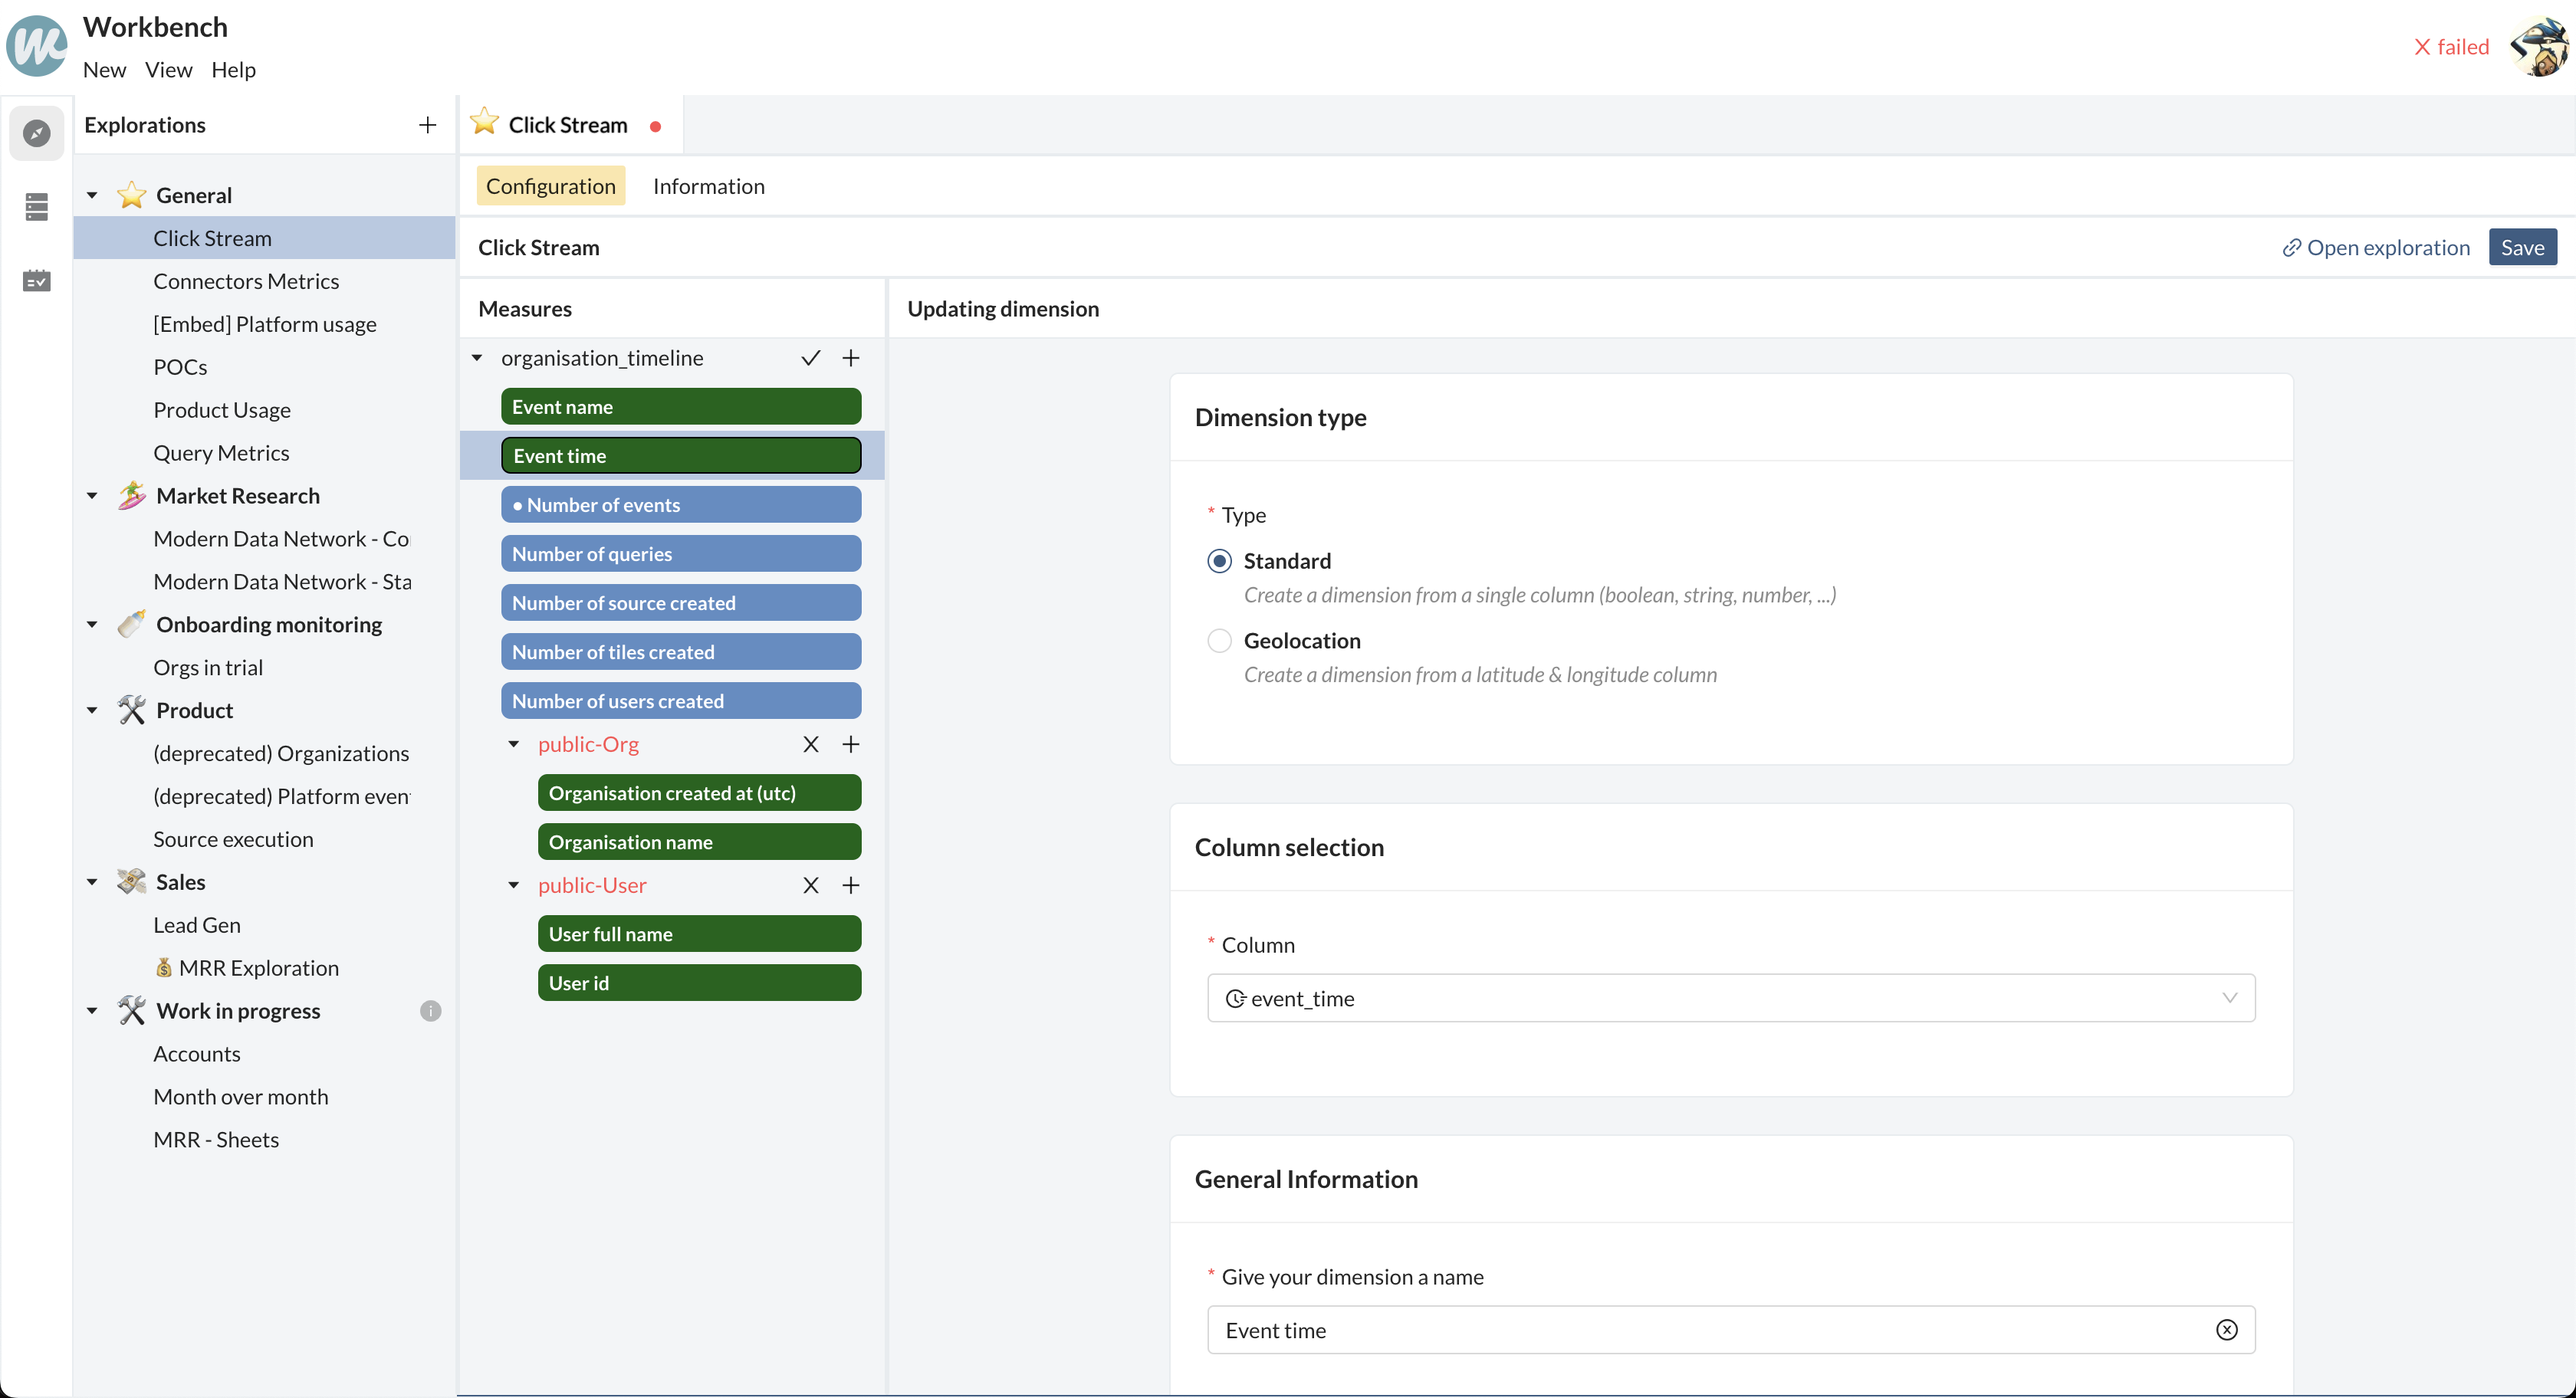 Workbench
New View Help
X failed
Explorations
Click Stream
Configuration Information
General
Click Stream
Connectors Metrics
[Embed] Platform usage
POCs
Product Usage
Query Metrics
Market Research
Modern Data Network - Co
Modern Data Network - Sta
Onboarding monitoring
Orgs in trial
Product
(deprecated) Organizations
(deprecated) Platform even
Source execution
Sales
Lead Gen
MRR Exploration
Work in progress
Accounts
Month over month
MRR - Sheets
Click Stream
Open exploration
Save
Measures
organisation_timeline
Event name
Event time
• Number of events
Number of queries
Number of source created
Number of tiles created
Number of users created
public-Org
Organisation created at (utc)
Organisation name
public-User
User full name
User id
Updating dimension
Dimension type
* Type
Standard
Create a dimension from a single column (boolean, string, number, ...)
Geolocation
Create a dimension from a latitude & longitude column
Column selection
* Column
event_time
General Information
* Give your dimension a name
Event time